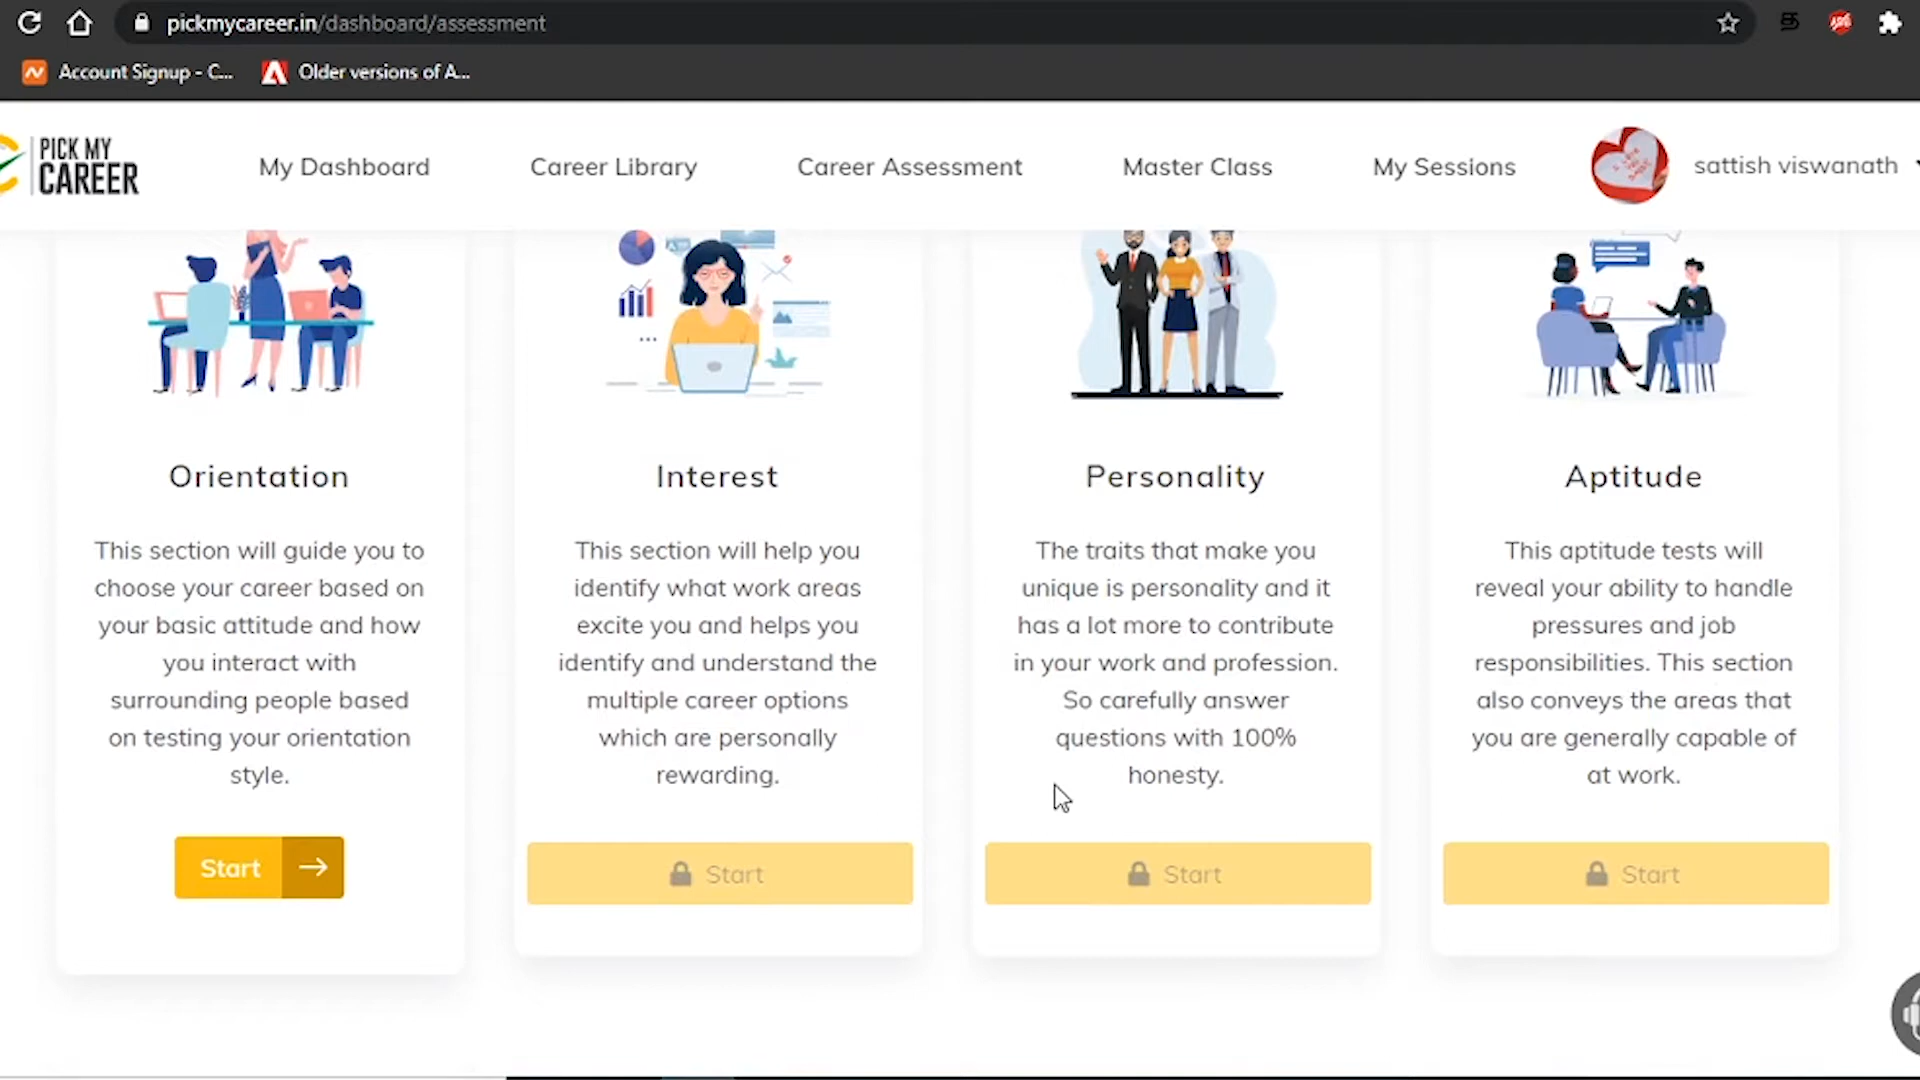 pickmycareer.in/dashboard/assessment
Account Signup - C...
Older versions of A...
PICK MY
CAREER
My Dashboard
Career Library
Career Assessment
Master Class
My Sessions
sattish viswanath
Orientation
This section will guide you to
choose your career based on
your basic attitude and how
you interact with
surrounding people based
on testing your orientation
style.
Start
Interest
This section will help you
identify what work areas
excite you and helps you
identify and understand the
multiple career options
which are personally
rewarding.
Start
Personality
The traits that make you
unique is personality and it
has a lot more to contribute
in your work and profession.
So carefully answer
questions with 100%
honesty.
Start
Aptitude
This aptitude tests will
reveal your ability to handle
pressures and job
responsibilities. This section
also conveys the areas that
you are generally capable of
at work.
Start